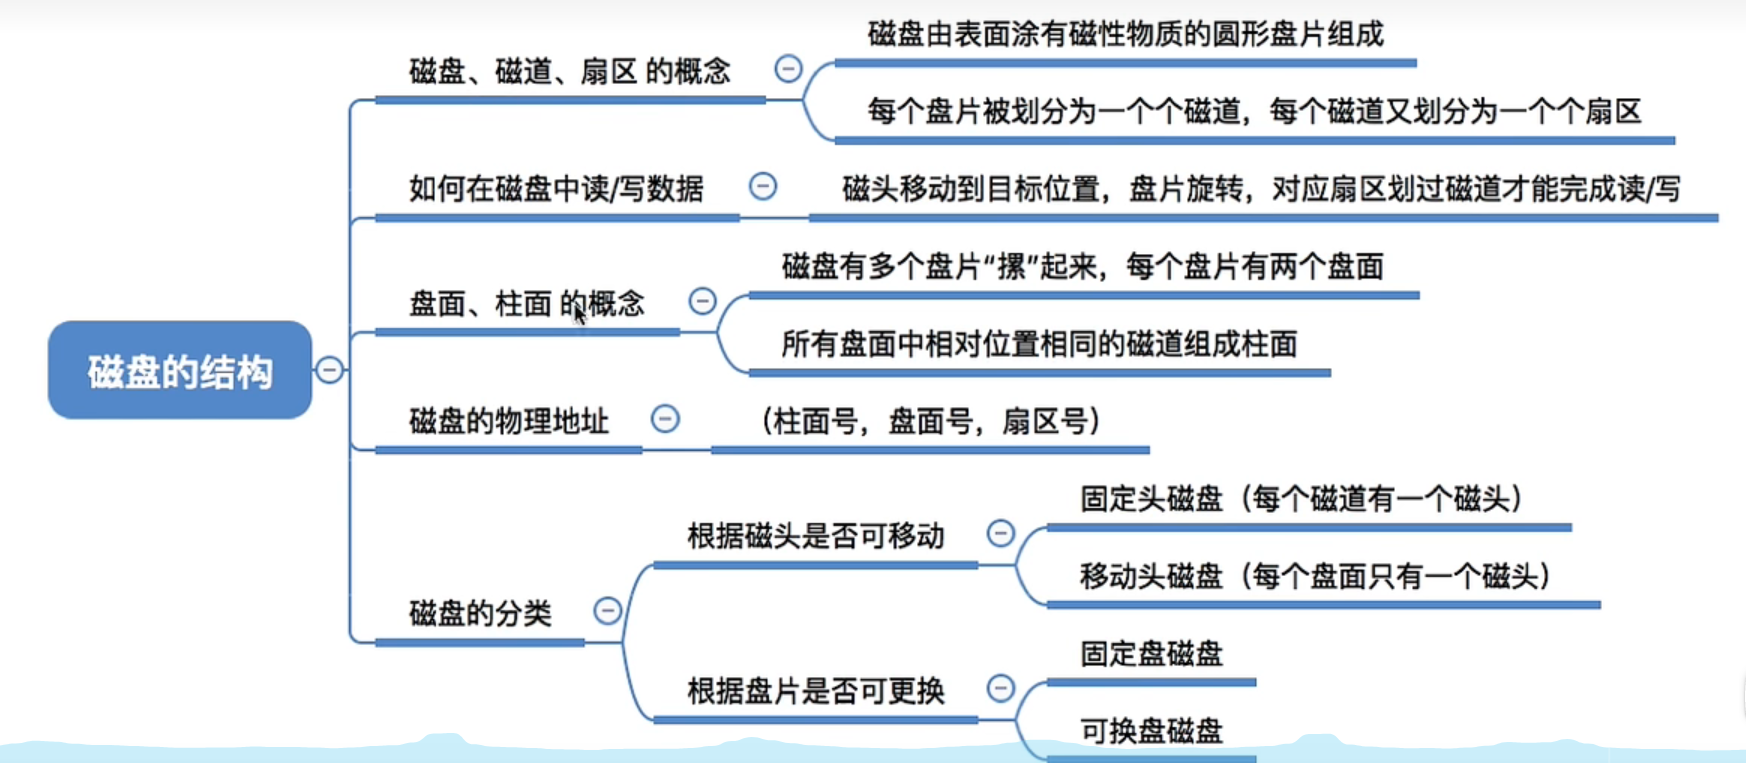 磁盘的结构
磁盘、磁道、扇区 的概念
磁盘由表面涂有磁性物质的圆形盘片组成
每个盘片被划分为一个个磁道，每个磁道又划分为一个个扇区
如何在磁盘中读/写数据
磁头移动到目标位置，盘片旋转，对应扇区划过磁道才能完成读/写
盘面、柱面 的概念
磁盘有多个盘片“摞”起来，每个盘片有两个盘面
所有盘面中相对位置相同的磁道组成柱面
磁盘的物理地址
（柱面号，盘面号，扇区号）
磁盘的分类
根据磁头是否可移动
固定头磁盘（每个磁道有一个磁头）
移动头磁盘（每个盘面只有一个磁头）
根据盘片是否可更换
固定盘磁盘
可换盘磁盘